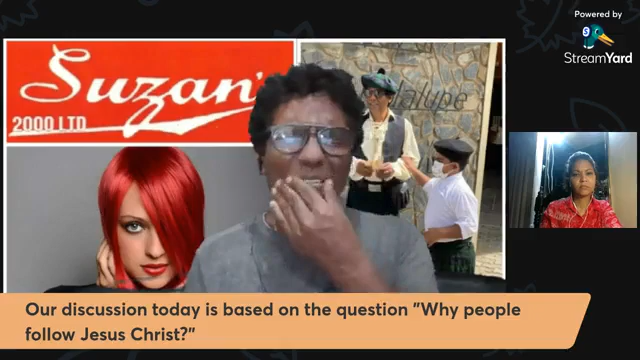 Powered by
StreamYard
Suzan's
2000 LTD
dalupe
Our discussion today is based on the question "Why people
follow Jesus Christ?"